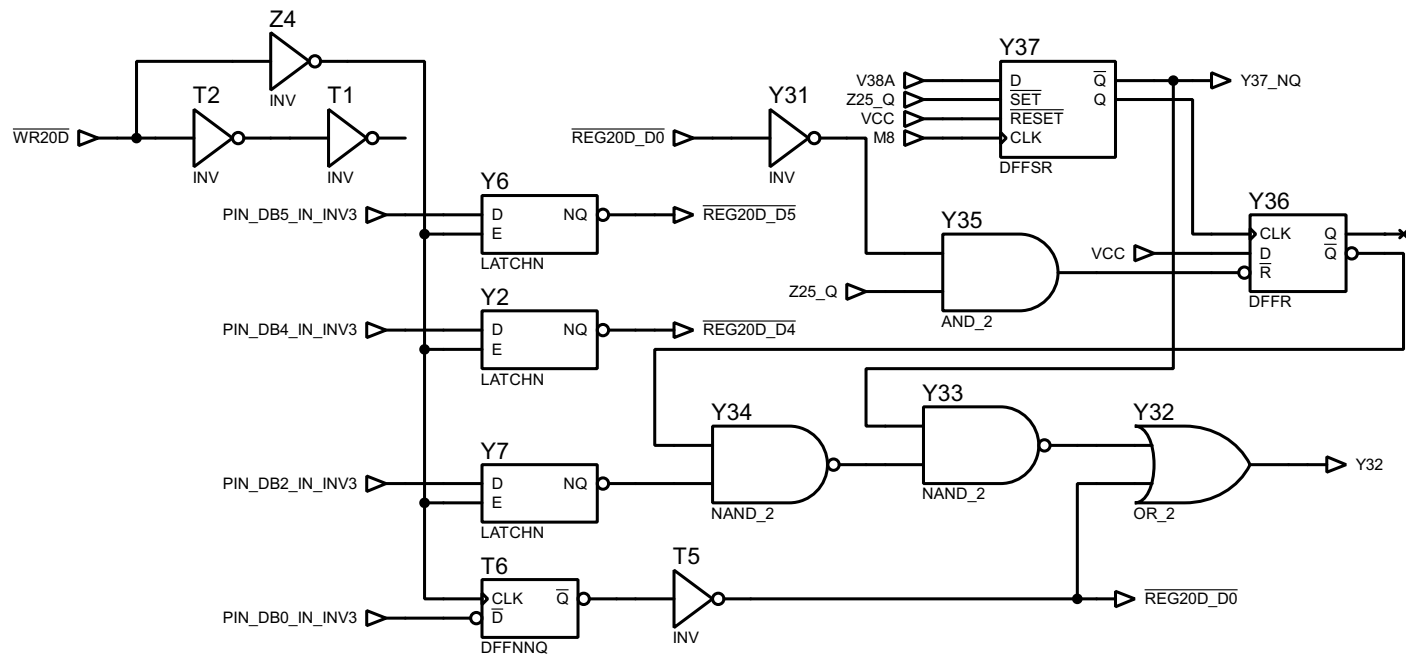 Z4
INV
T2
INV
T1
INV
WR20D
PIN_DB5_IN_INV3
Y6
D
E
NQ
LATCHN
REG20D_D5
PIN_DB4_IN_INV3
Y2
D
E
NQ
LATCHN
REG20D_D4
PIN_DB2_IN_INV3
Y7
D
E
NQ
LATCHN
PIN_DB0_IN_INV3
T6
CLK
D
Q
DFFNNQ
T5
INV
REG20D_D0
REG20D_D0
Y31
INV
V38A
Z25_Q
VCC
M8
Y37
D
SET
RESET
CLK
Q
Q
DFFSR
Y37_NQ
Z25_Q
Y35
AND_2
VCC
Y36
CLK
D
R
Q
Q
DFFR
Y34
NAND_2
Y33
NAND_2
Y32
OR_2
Y32